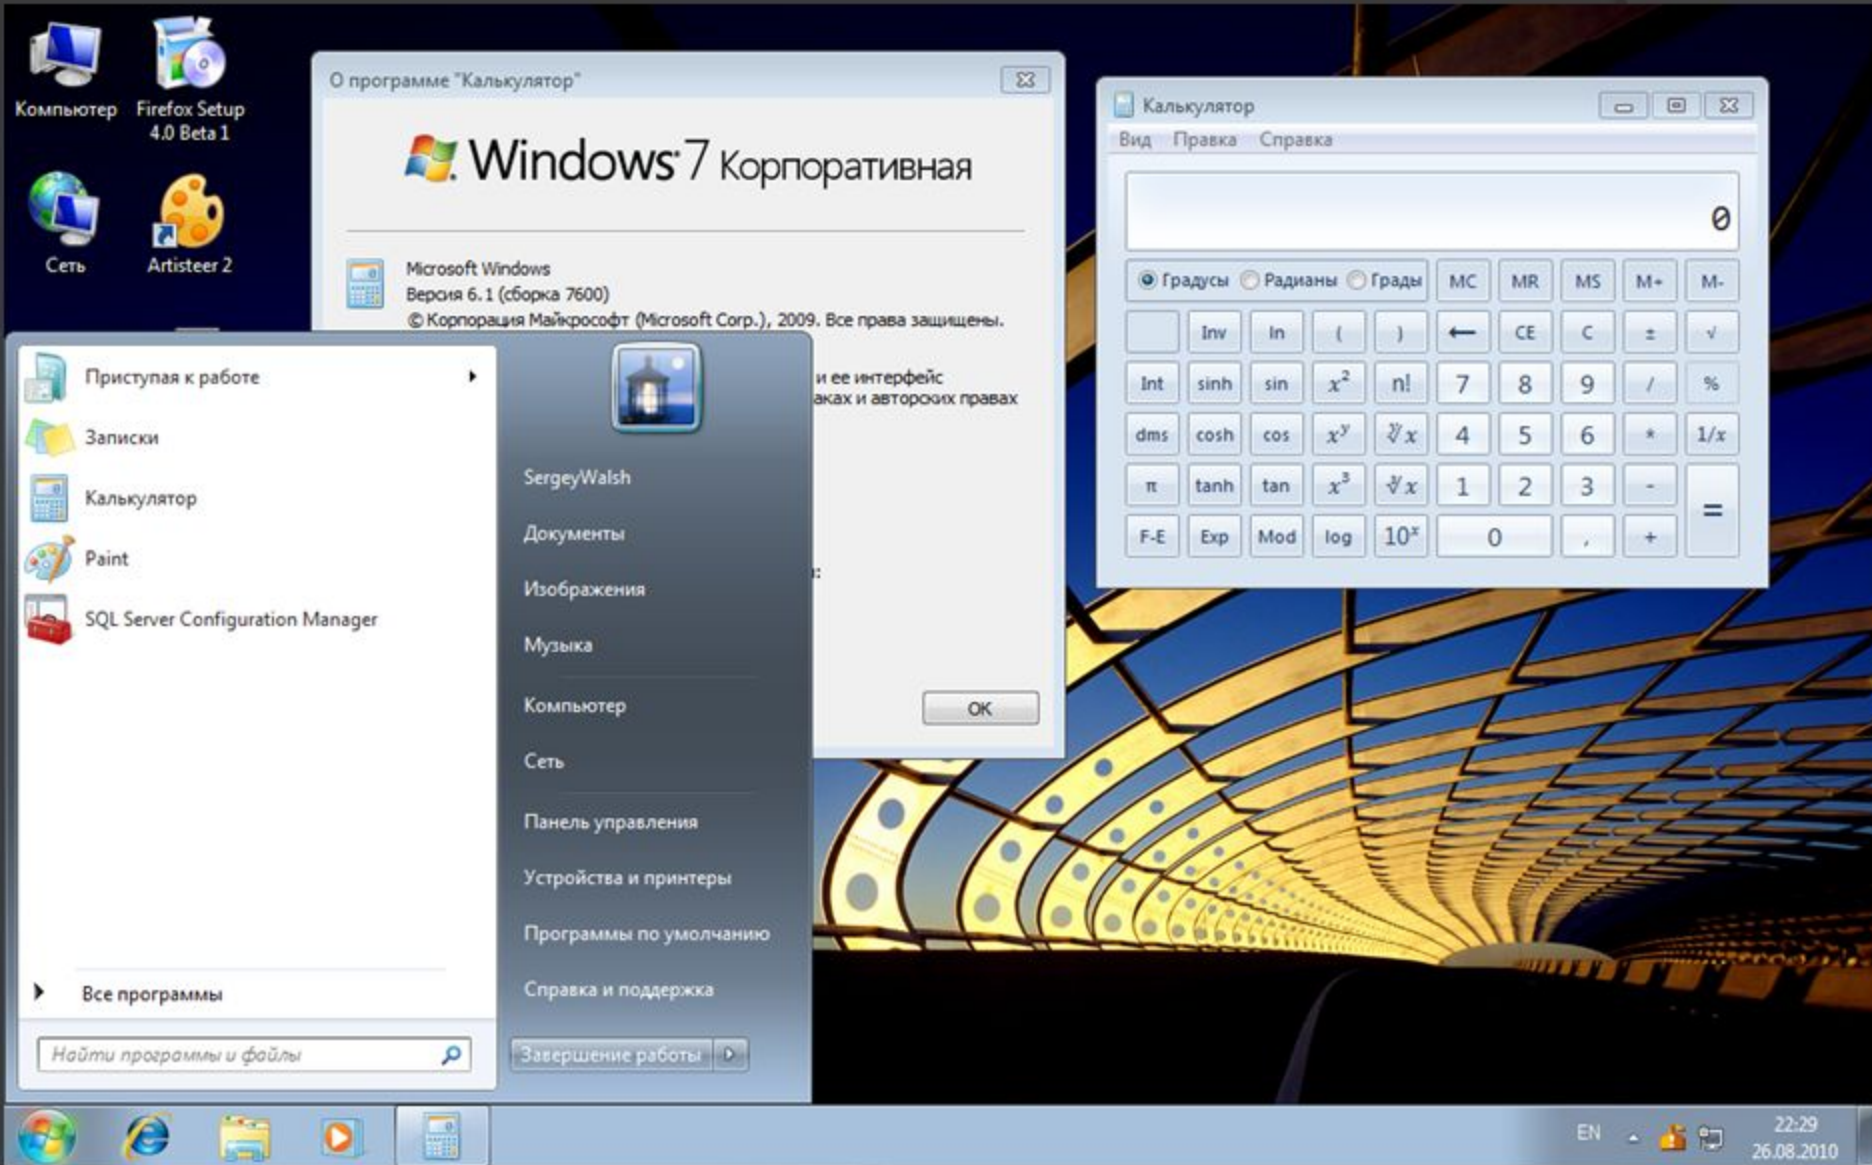 Компьютер
Firefox Setup
4.0 Beta 1
Сеть
Artisteer 2
О программе "Калькулятор"
Windows 7 Корпоративная
Microsoft Windows
Версия 6.1 (сборка 7600)
© Корпорация Майкрософт (Microsoft Corp.), 2009. Все права защищены.
и ее интерфейс
аках и авторских правах
:
OK
Калькулятор
Вид Правка Справка
0
Градусы Радианы Грады MC MR MS M+ M-
Inv ln ( ) ← CE C ± √
Int sinh sin x² n! 7 8 9 / %
dms cosh cos xʸ ʸ√x 4 5 6 * 1/x
π tanh tan x³ ³√x 1 2 3 - =
F-E Exp Mod log 10ˣ 0 , +
Приступая к работе
Записки
Калькулятор
Paint
SQL Server Configuration Manager
Все программы
Найти программы и файлы
SergeyWalsh
Документы
Изображения
Музыка
Компьютер
Сеть
Панель управления
Устройства и принтеры
Программы по умолчанию
Справка и поддержка
Завершение работы
EN
22:29
26.08.2010